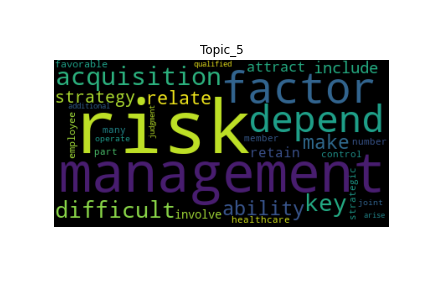 Topic_5
favorable qualified
acquisition factor attract include
strategy relate
additional
risk depend
employee many judgment
operate member make number
part retain control
management
difficult involve ability key strategic joint
healthcare arise